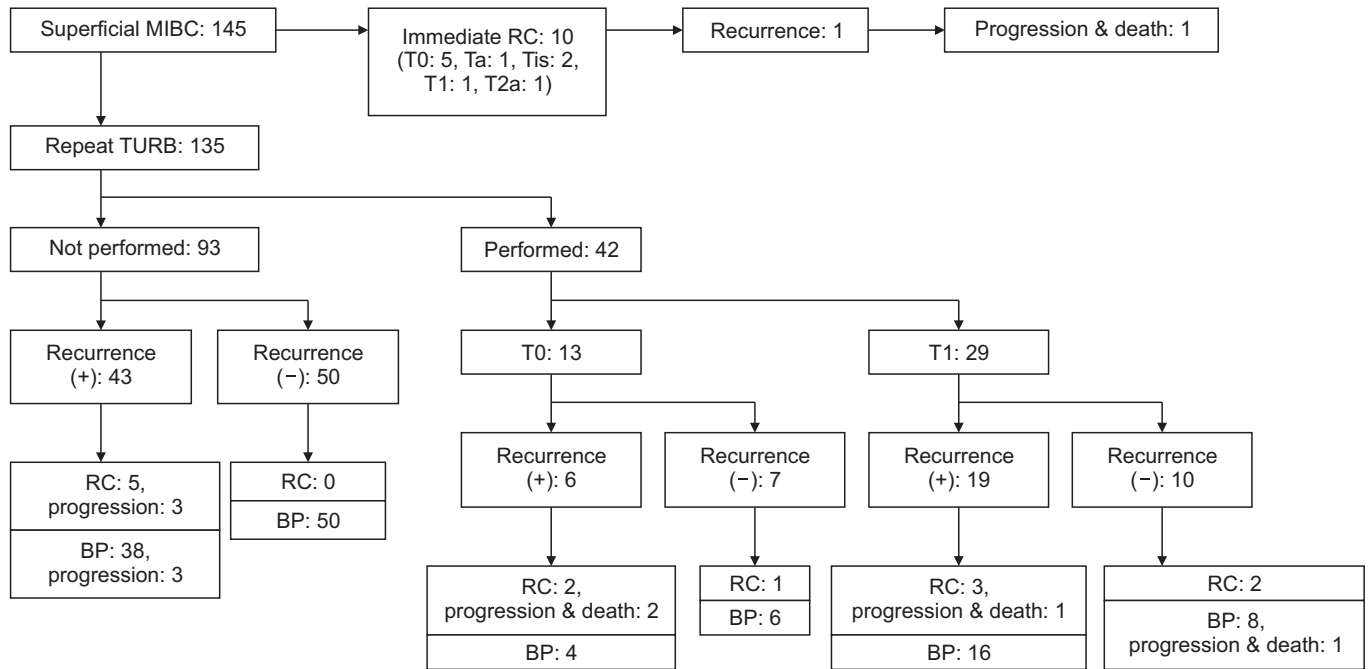 Superficial MIBC: 145
Immediate RC: 10
(T0: 5, Ta: 1, Tis: 2,
T1: 1, T2a: 1)
Recurrence: 1
Progression & death: 1
Repeat TURB: 135
Not performed: 93
Performed: 42
Recurrence
(+): 43
Recurrence
(−): 50
T0: 13
T1: 29
RC: 5,
progression: 3
BP: 38,
progression: 3
RC: 0
BP: 50
Recurrence
(+): 6
Recurrence
(−): 7
Recurrence
(+): 19
Recurrence
(−): 10
RC: 2,
progression & death: 2
BP: 4
RC: 1
BP: 6
RC: 3,
progression & death: 1
BP: 16
RC: 2
BP: 8,
progression & death: 1